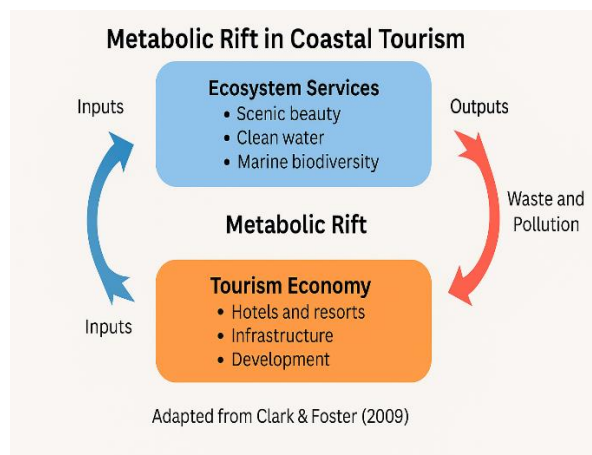 Metabolic Rift in Coastal Tourism
Inputs
Ecosystem Services
• Scenic beauty
• Clean water
• Marine biodiversity
Outputs
Waste and
Pollution
Metabolic Rift
Inputs
Tourism Economy
• Hotels and resorts
• Infrastructure
• Development
Adapted from Clark & Foster (2009)